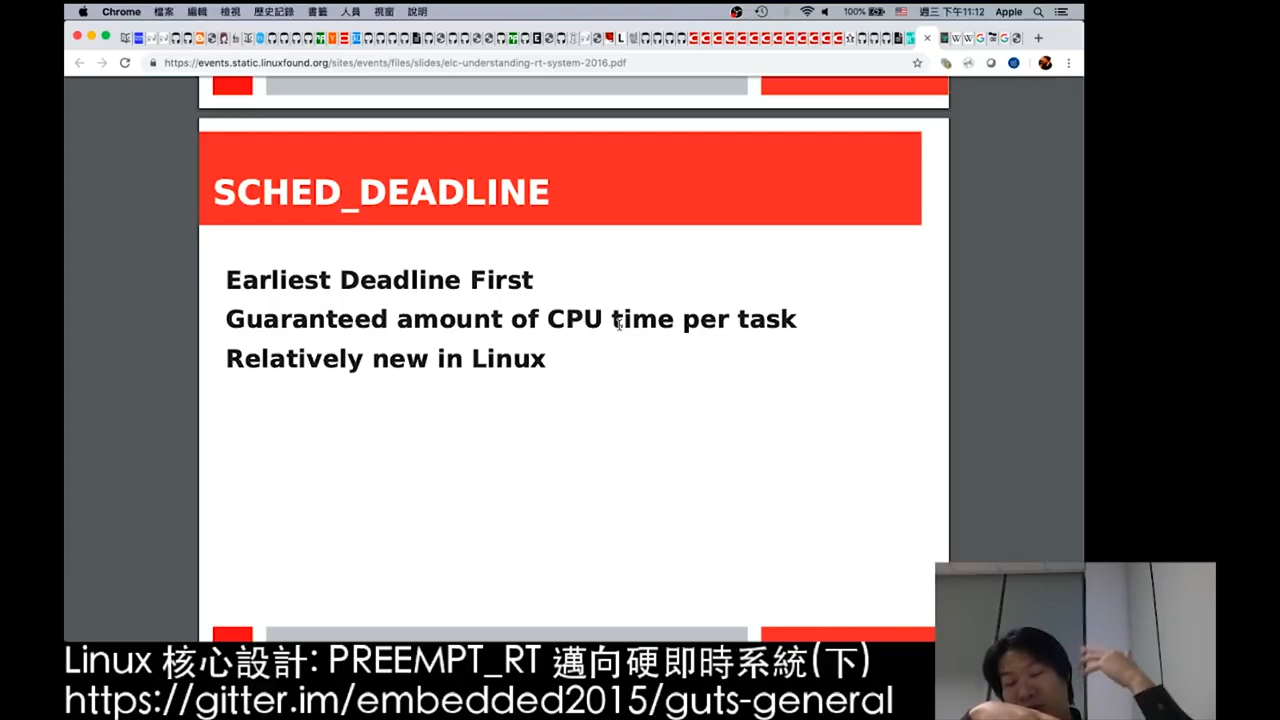 Chrome 檔案 編輯 檢視 歷史記錄 書籤 人員 視窗 說明 100% 週三 下午11:12 Apple
https://events.static.linuxfound.org/sites/events/files/slides/elc-understanding-rt-system-2016.pdf
SCHED_DEADLINE
Earliest Deadline First
Guaranteed amount of CPU time per task
Relatively new in Linux
Linux 核心設計: PREEMPT_RT 邁向硬即時系統(下)
https://gitter.im/embedded2015/guts-general